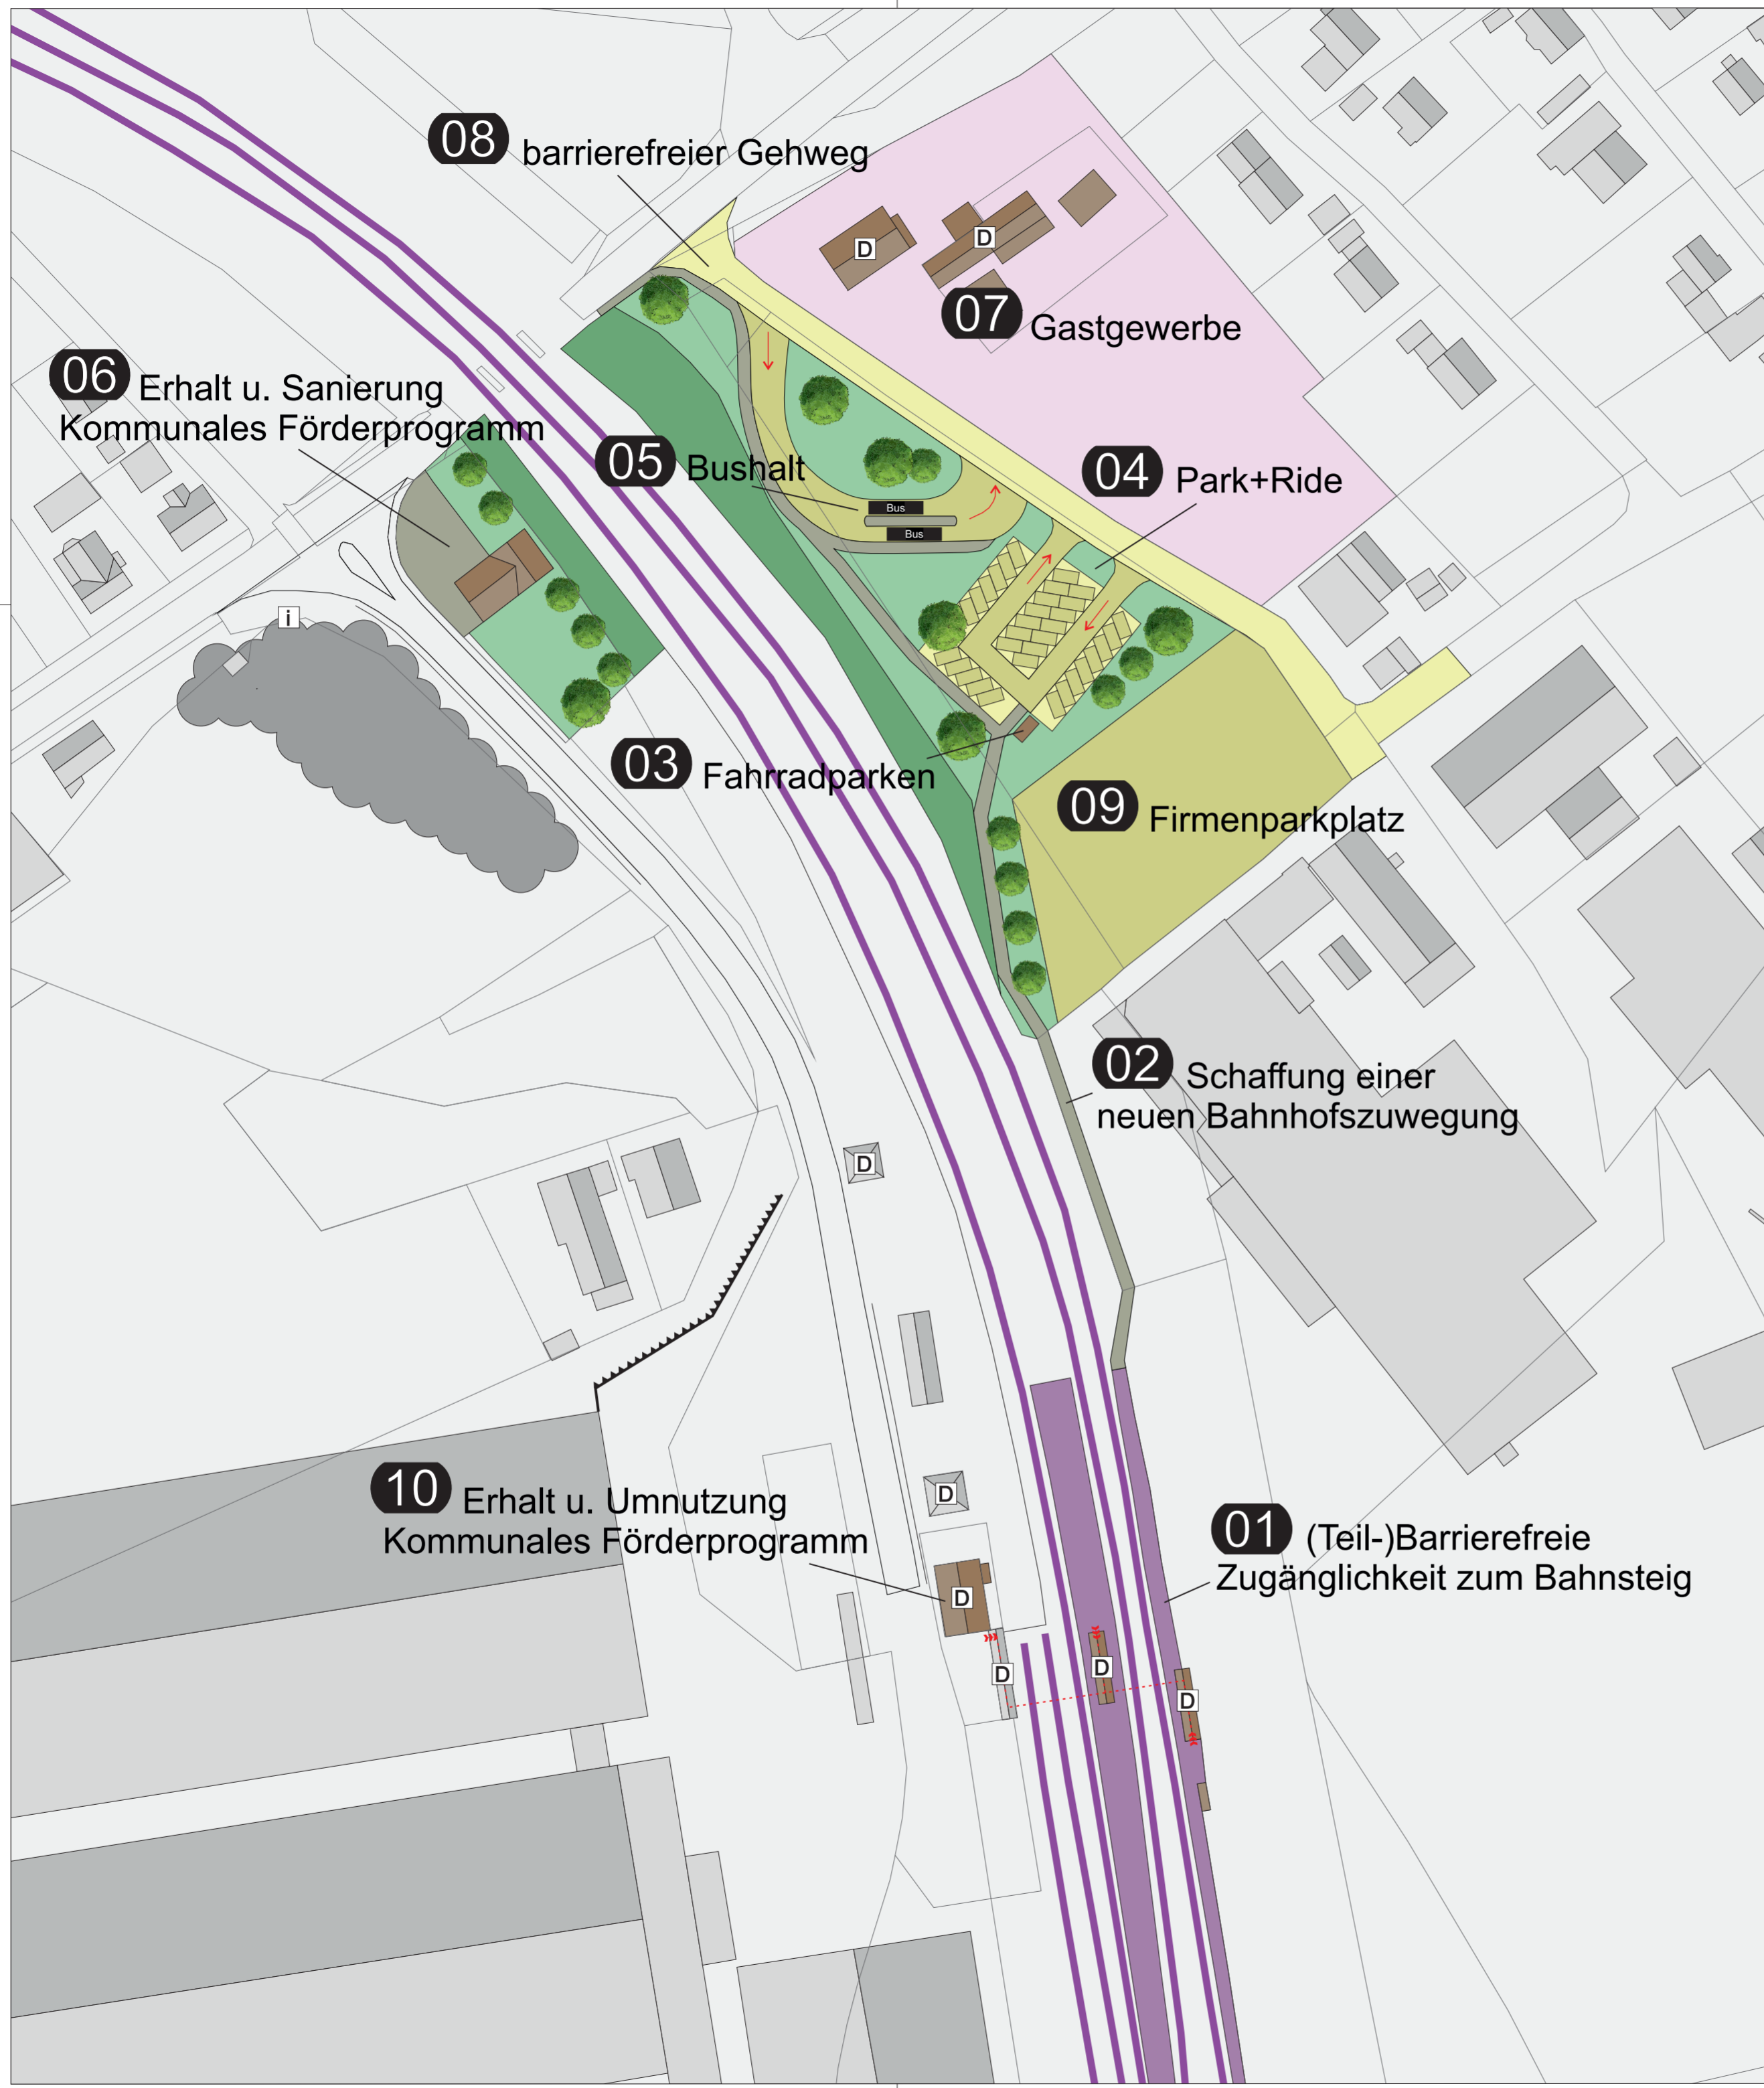 08 barrierefreier Gehweg
D
D
07 Gastgewerbe
06 Erhalt u. Sanierung
Kommunales Förderprogramm
05 Bushalt
04 Park+Ride
Bus
Bus
i
03 Fahrradparken
09 Firmenparkplatz
02 Schaffung einer
neuen Bahnhofszuwegung
D
10 Erhalt u. Umnutzung
Kommunales Förderprogramm
D
01 (Teil-)Barrierefreie
Zugänglichkeit zum Bahnsteig
D
D
D
D